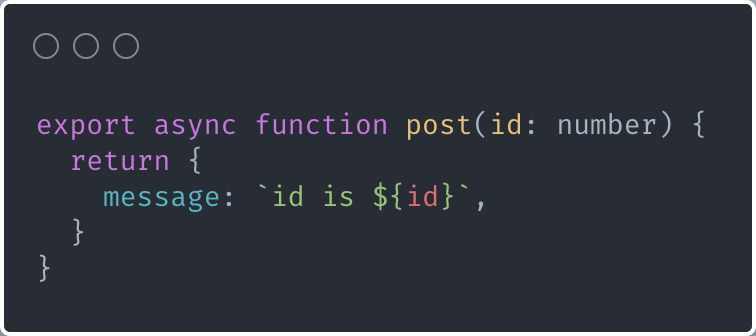 export async function post(id: number) {
  return {
    message: `id is ${id}`,
  }
}